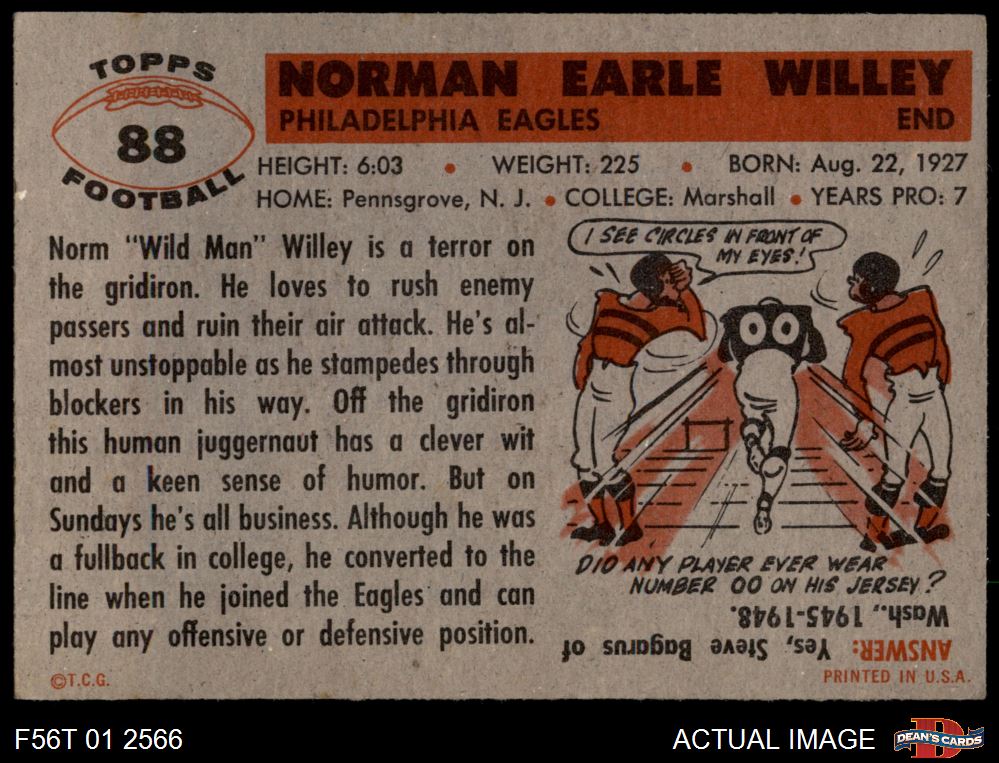 TOPPS
88
FOOTBALL
NORMAN EARLE WILLEY
PHILADELPHIA EAGLES END
HEIGHT: 6:03 • WEIGHT: 225 • BORN: Aug. 22, 1927
HOME: Pennsgrove, N. J. • COLLEGE: Marshall • YEARS PRO: 7
Norm "Wild Man" Willey is a terror on
the gridiron. He loves to rush enemy
passers and ruin their air attack. He's al-
most unstoppable as he stampedes through
blockers in his way. Off the gridiron
this human juggernaut has a clever wit
and a keen sense of humor. But on
Sundays he's all business. Although he was
a fullback in college, he converted to the
line when he joined the Eagles and can
play any offensive or defensive position.
©T.C.G.
I SEE CIRCLES IN FRONT OF
MY EYES!
00
DID ANY PLAYER EVER WEAR
NUMBER 00 ON HIS JERSEY?
ANSWER: Yes, Steve Bagarus of
Wash., 1945-1948.
PRINTED IN U.S.A.
F56T 01 2566
ACTUAL IMAGE
D
DEAN'S CARDS